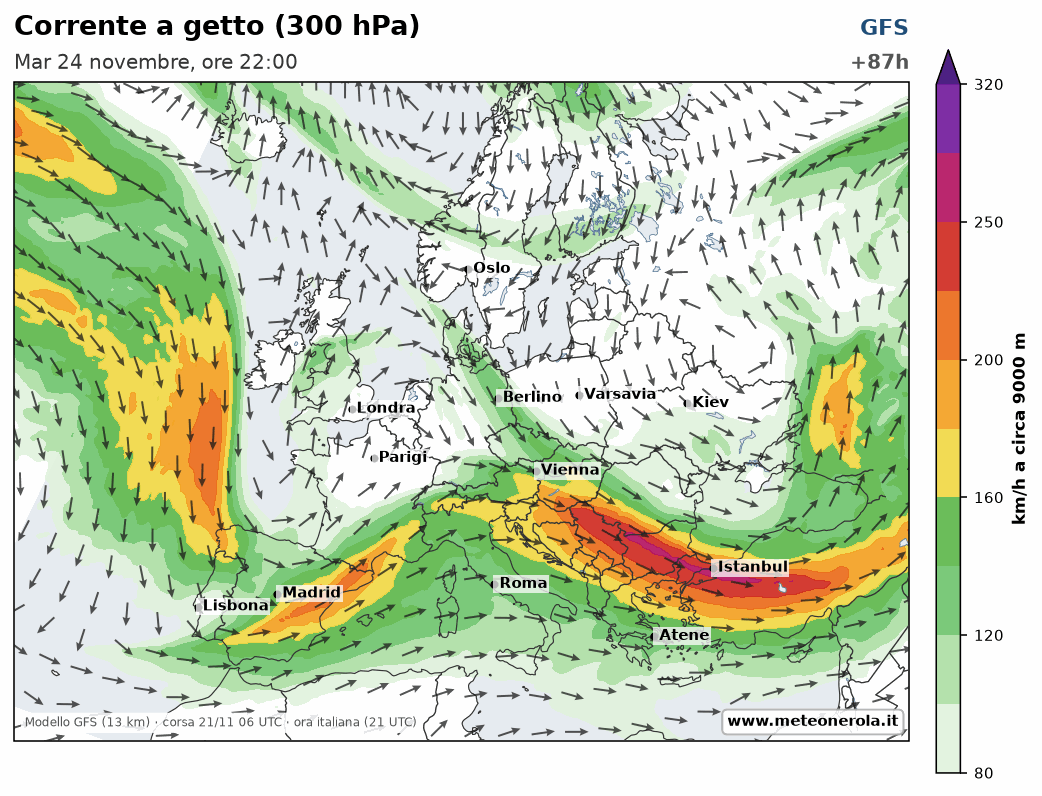 Corrente a getto (300 hPa)
GFS
Mar 24 novembre, ore 22:00
+87h
320
250
200
160
120
80
km/h a circa 9000 m
Oslo
Berlino
Varsavia
Kiev
Londra
Parigi
Vienna
Istanbul
Roma
Madrid
Lisbona
Atene
Modello GFS (13 km) · corsa 21/11 06 UTC · ora italiana (21 UTC)
www.meteonerola.it